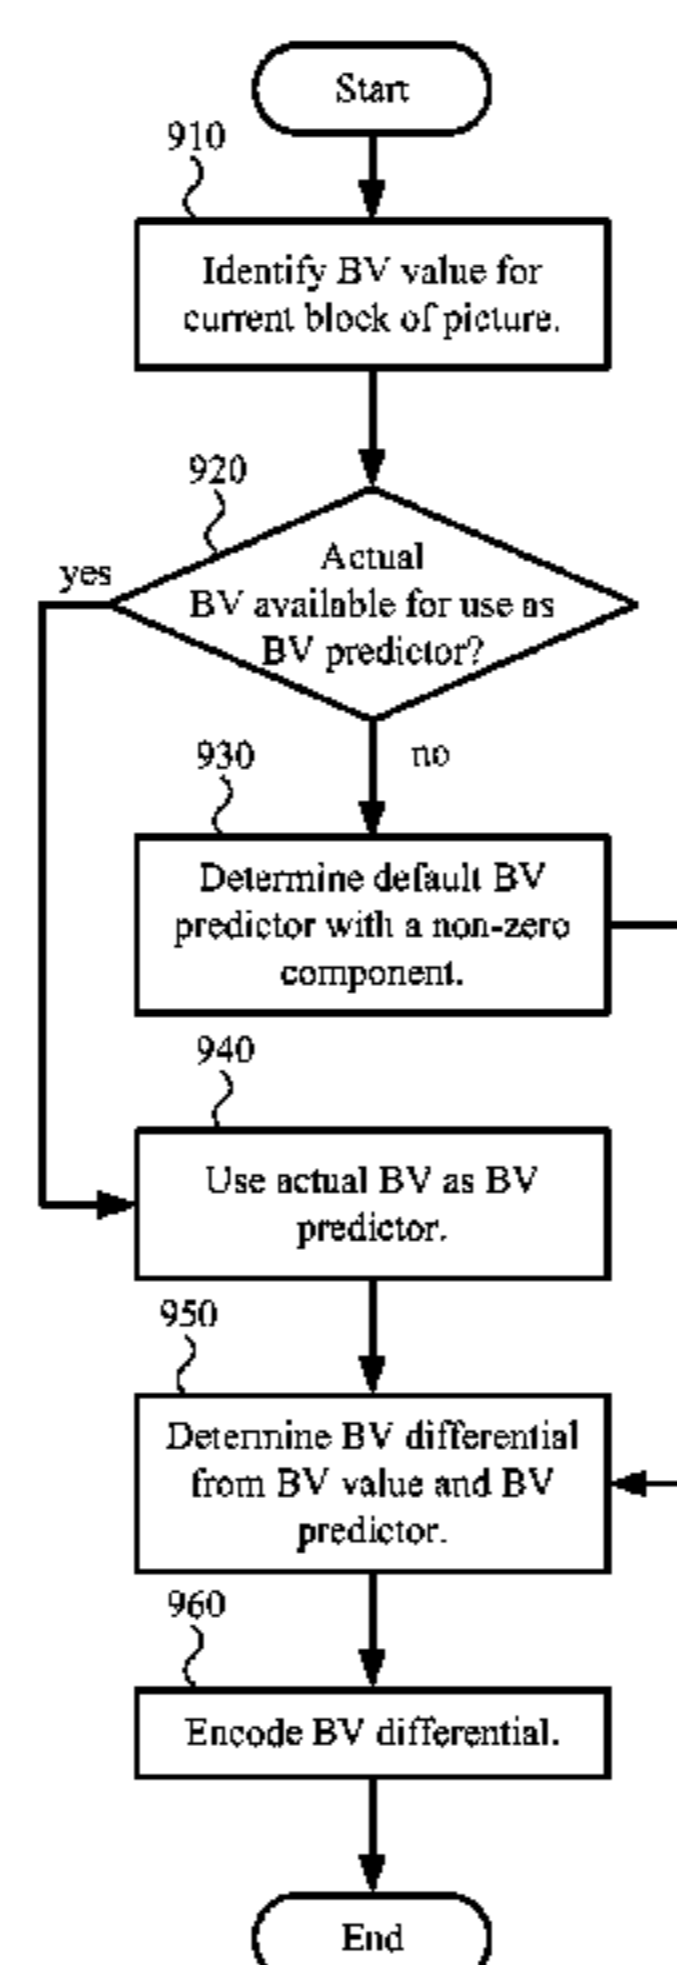 Start
910
Identify BV value for
current block of picture.
920
yes
Actual
BV available for use as
BV predictor?
930
no
Determine default BV
predictor with a non-zero
component.
940
Use actual BV as BV
predictor.
950
Determine BV differential
from BV value and BV
predictor.
960
Encode BV differential.
End